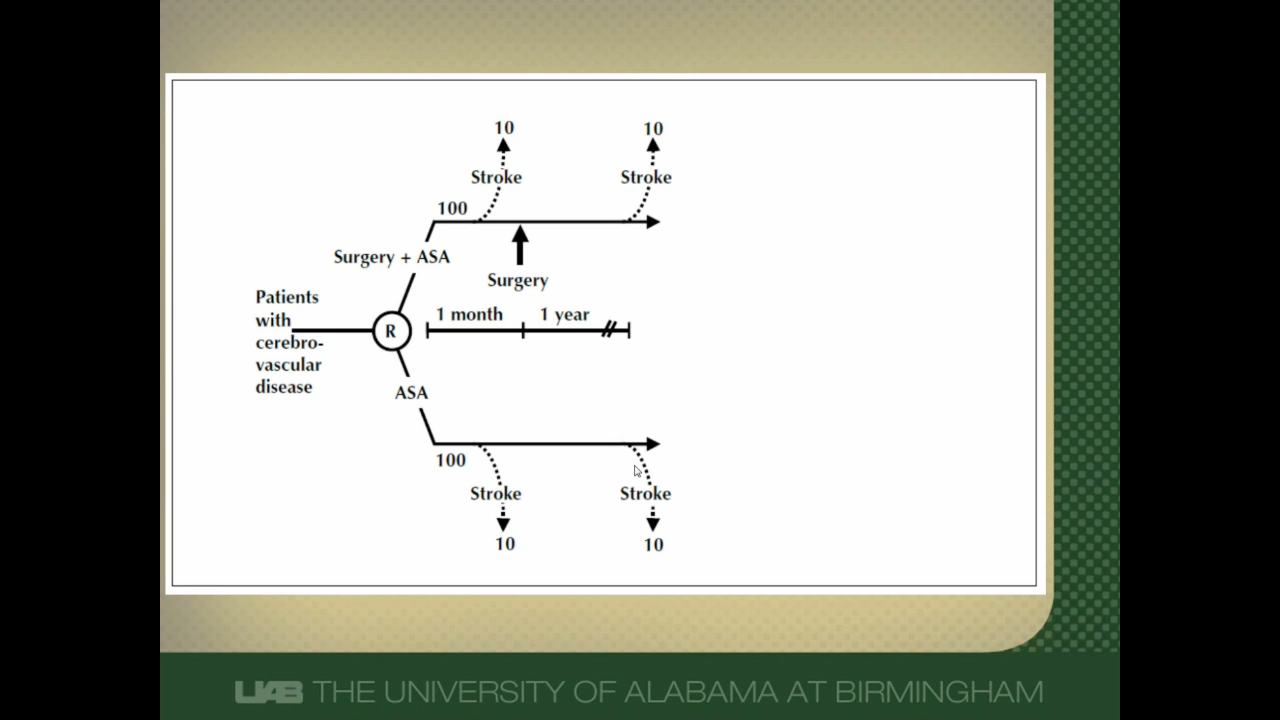 10
10
Stroke
Stroke
100
Surgery + ASA
Surgery
Patients
with
cerebro-
vascular
disease
R
1 month
1 year
ASA
100
Stroke
Stroke
10
10
UAB THE UNIVERSITY OF ALABAMA AT BIRMINGHAM